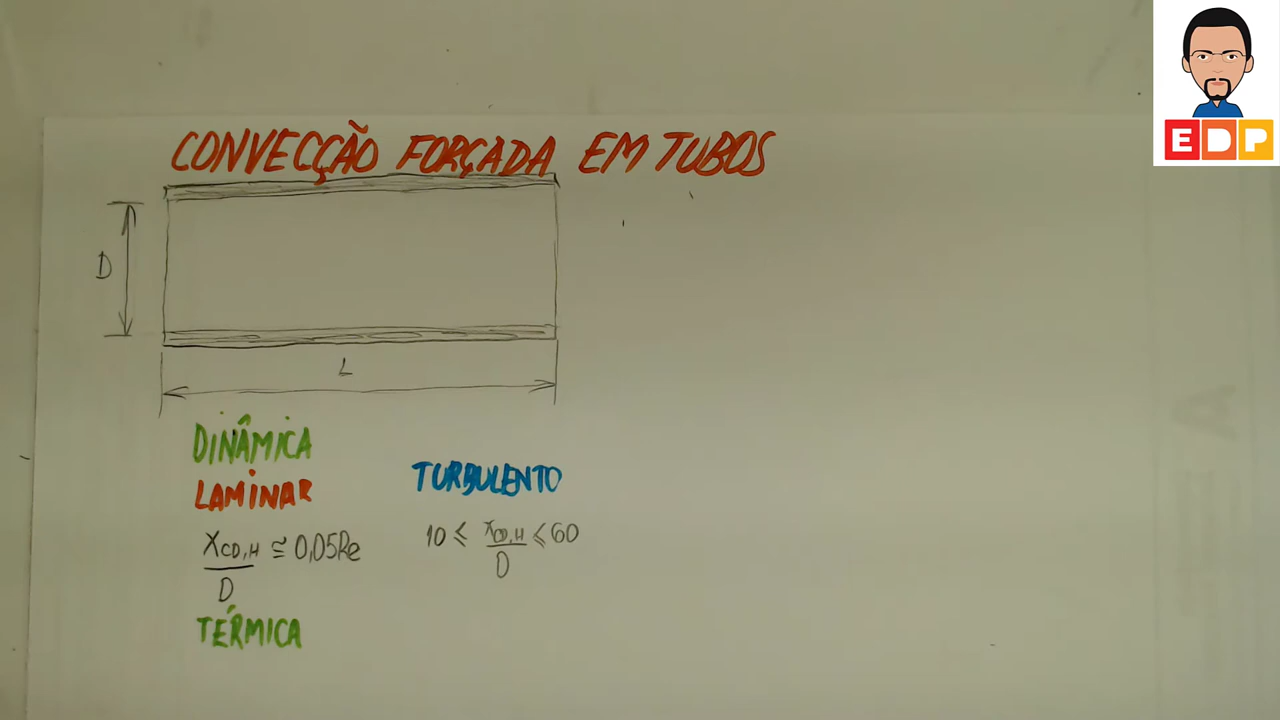 EDP
CONVECÇÃO FORÇADA EM TUBOS
D
L
DINÂMICA
LAMINAR
X_CD,H / D ≅ 0,05Re
TURBULENTO
10 ≤ X_CD,H / D ≤ 60
TÉRMICA